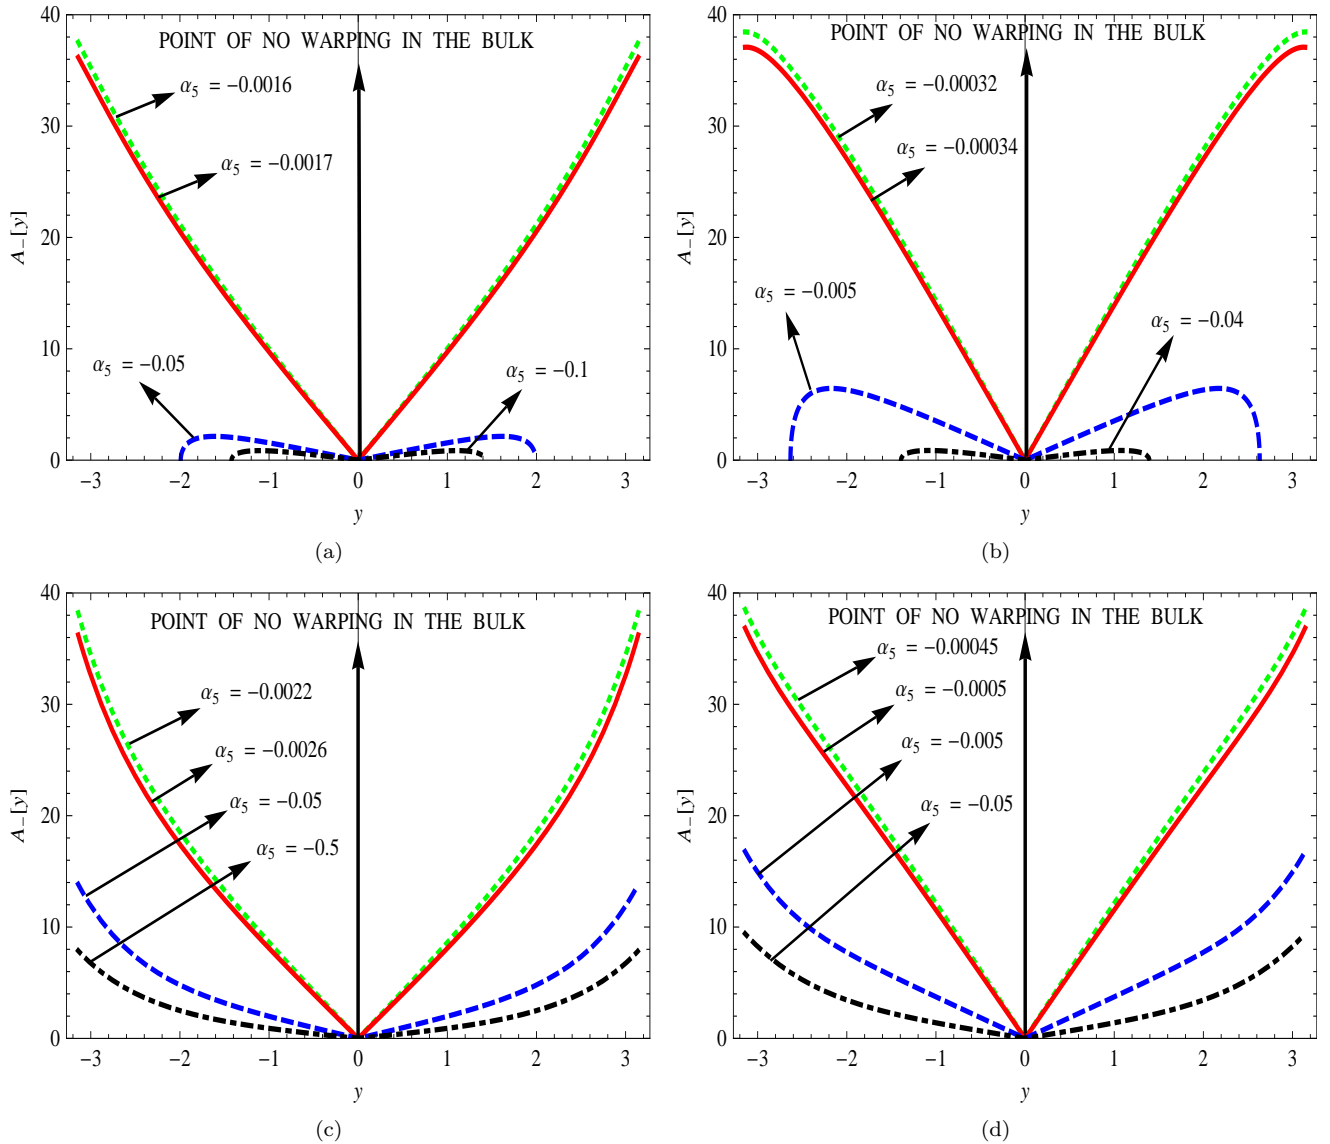 POINT OF NO WARPING IN THE BULK
α5 = −0.0016
α5 = −0.0017
α5 = −0.05
α5 = −0.1
A−[y]
0
10
20
30
40
−3 −2 −1 0 1 2 3
y
(a)
POINT OF NO WARPING IN THE BULK
α5 = −0.00032
α5 = −0.00034
α5 = −0.005
α5 = −0.04
A−[y]
0
10
20
30
40
−3 −2 −1 0 1 2 3
y
(b)
POINT OF NO WARPING IN THE BULK
α5 = −0.0022
α5 = −0.0026
α5 = −0.05
α5 = −0.5
A−[y]
0
10
20
30
40
−3 −2 −1 0 1 2 3
y
(c)
POINT OF NO WARPING IN THE BULK
α5 = −0.00045
α5 = −0.0005
α5 = −0.005
α5 = −0.05
A−[y]
0
10
20
30
40
−3 −2 −1 0 1 2 3
y
(d)